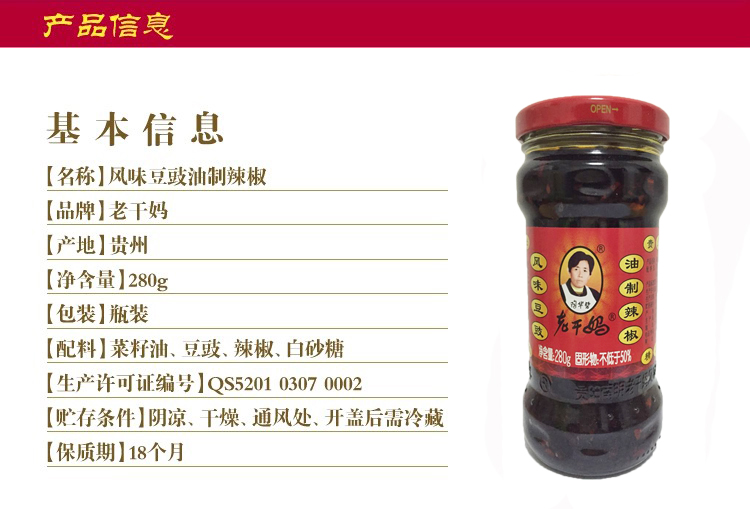 产品信息
基本信息
【名称】风味豆豉油制辣椒
【品牌】老干妈
【产地】贵州
【净含量】280g
【包装】瓶装
【配料】菜籽油、豆豉、辣椒、白砂糖
【生产许可证编号】QS5201 0307 0002
【贮存条件】阴凉、干燥、通风处、开盖后需冷藏
【保质期】18个月
OPEN→
风味豆豉
油制辣椒
陶华碧
老干妈®
净含量:280g 固形物:不低于50%